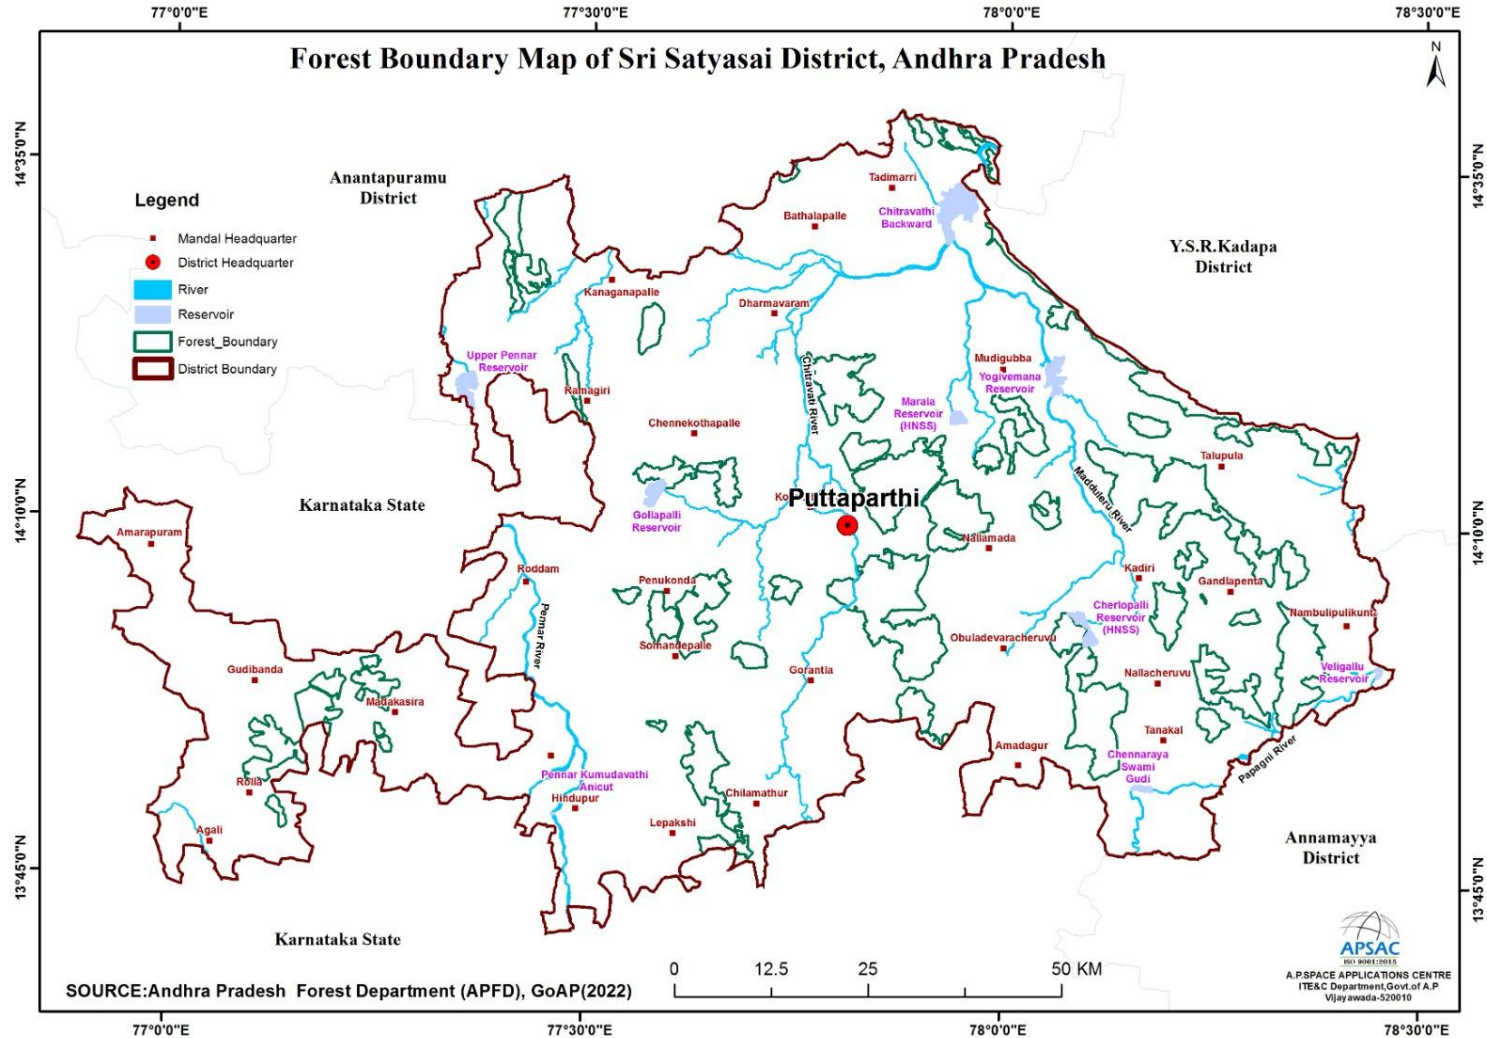 77°0'0"E
77°30'0"E
78°0'0"E
78°30'0"E
Forest Boundary Map of Sri Satyasai District, Andhra Pradesh
N
14°35'0"N
14°35'0"N
Anantapuramu
District
Legend
Mandal Headquarter
District Headquarter
River
Reservoir
Forest_Boundary
District Boundary
Tadimarri
Bathalapalle
Chitravathi
Backward
Y.S.R.Kadapa
District
Kanaganapalle
Dharmavaram
Upper Pennar
Reservoir
Ramagiri
Chitravati River
Mudigubba
Yogivemana
Reservoir
Marala
Reservoir
(HNSS)
Chennekothapalle
Talupula
Madduleru River
Karnataka State
14°10'0"N
14°10'0"N
Puttaparthi
Gollapalli
Reservoir
Amarapuram
Nallamada
Roddam
Pennar River
Penukonda
Kadiri
Gandlapenta
Cherlopalli
Reservoir
(HNSS)
Nambulipulikunta
Somandepalle
Obuladevaracheruvu
Gudibanda
Gorantla
Nallacheruvu
Veligallu
Reservoir
Madakasira
Tanakal
Amadagur
Chennaraya
Swami
Gudi
Papagni River
Rolla
Pennar Kumudavathi
Anicut
Hindupur
Chilamathur
Lepakshi
Agali
Annamayya
District
13°45'0"N
13°45'0"N
Karnataka State
APSAC
ISO 9001:2015
A.P.SPACE APPLICATIONS CENTRE
ITE&C Department,Govt.of A.P
Vijayawada-520010
0 12.5 25 50 KM
SOURCE:Andhra Pradesh Forest Department (APFD), GoAP(2022)
77°0'0"E
77°30'0"E
78°0'0"E
78°30'0"E